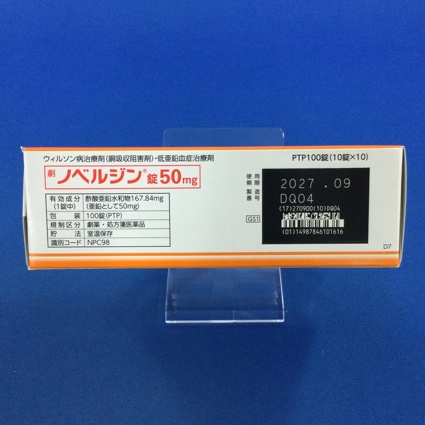 ウィルソン病治療剤(銅吸収阻害剤)・低亜鉛血症治療剤
劇 ノベルジン®錠50mg
有効成分(1錠中) 酢酸亜鉛水和物167.84mg(亜鉛として50mg)
包装 100錠(PTP)
規制区分 劇薬・処方箋医薬品
貯法 室温保存
識別コード NPC98
PTP100錠(10錠×10)
使用期限 2027.09
製造番号 DQ04
(17)270900(10)DQ04
(01)14987846101616
GS1
D7